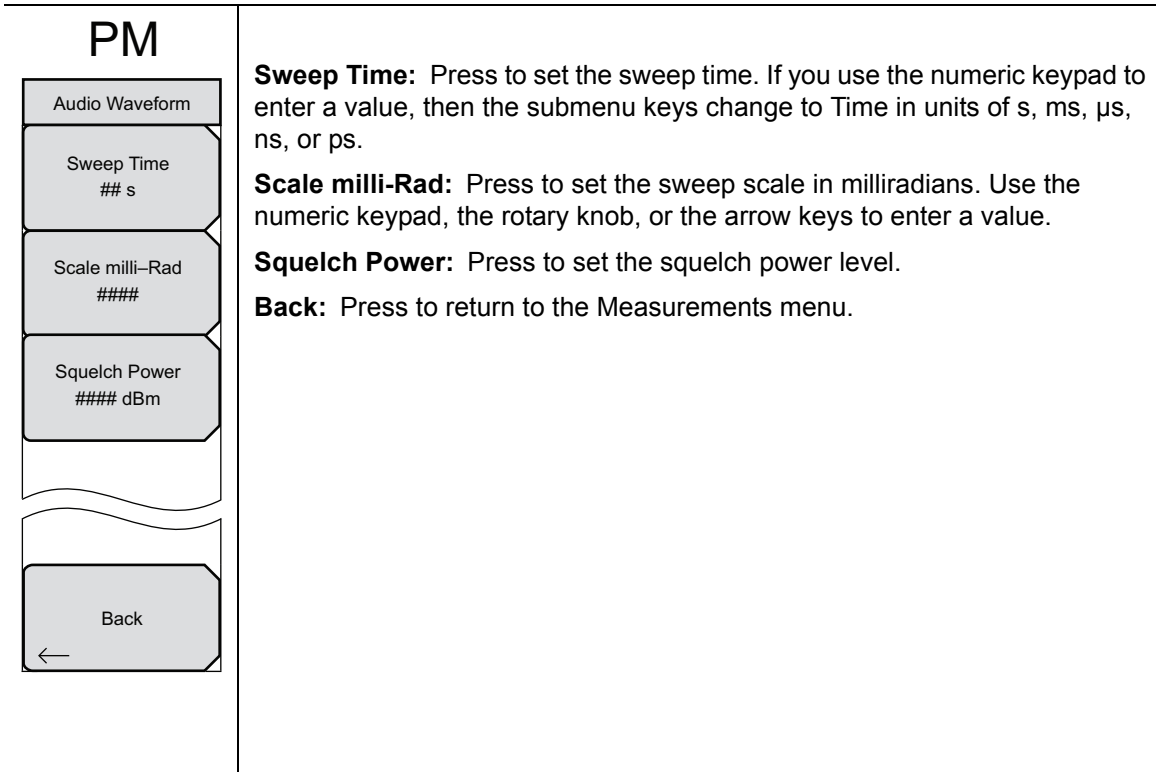 PM
Audio Waveform
Sweep Time
## s
Scale milli–Rad
####
Squelch Power
#### dBm
Back
Sweep Time: Press to set the sweep time. If you use the numeric keypad to
enter a value, then the submenu keys change to Time in units of s, ms, µs,
ns, or ps.
Scale milli-Rad: Press to set the sweep scale in milliradians. Use the
numeric keypad, the rotary knob, or the arrow keys to enter a value.
Squelch Power: Press to set the squelch power level.
Back: Press to return to the Measurements menu.